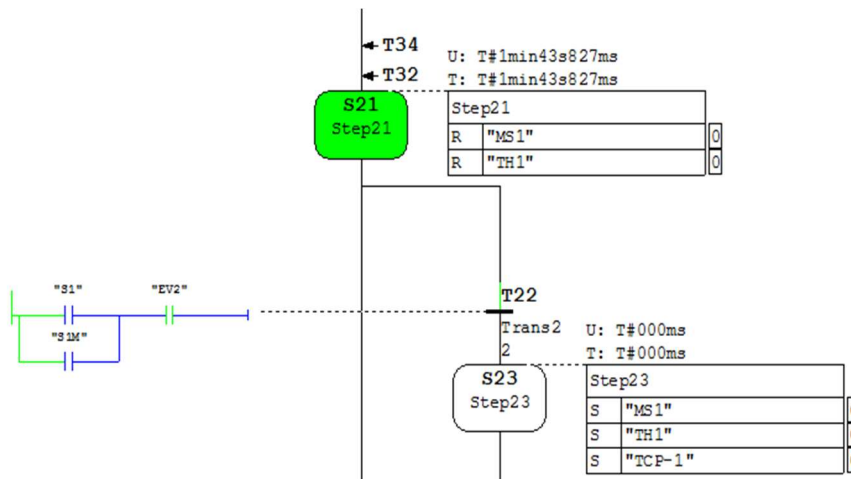 T34
T32
U: T#1min43s827ms
T: T#1min43s827ms
S21
Step21
Step21
R "MS1" 0
R "TH1" 0
"S1" "EV2"
"S1M"
T22
Trans2
2
U: T#000ms
T: T#000ms
S23
Step23
Step23
S "MS1"
S "TH1"
S "TCP-1"